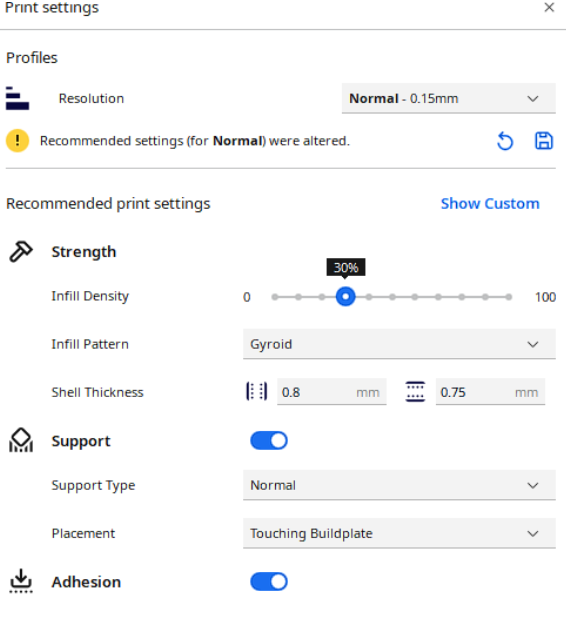 Print settings
Profiles
Resolution Normal - 0.15mm
! Recommended settings (for Normal) were altered.
Recommended print settings Show Custom
Strength
30%
Infill Density 0 100
Infill Pattern Gyroid
Shell Thickness 0.8 mm 0.75 mm
Support
Support Type Normal
Placement Touching Buildplate
Adhesion